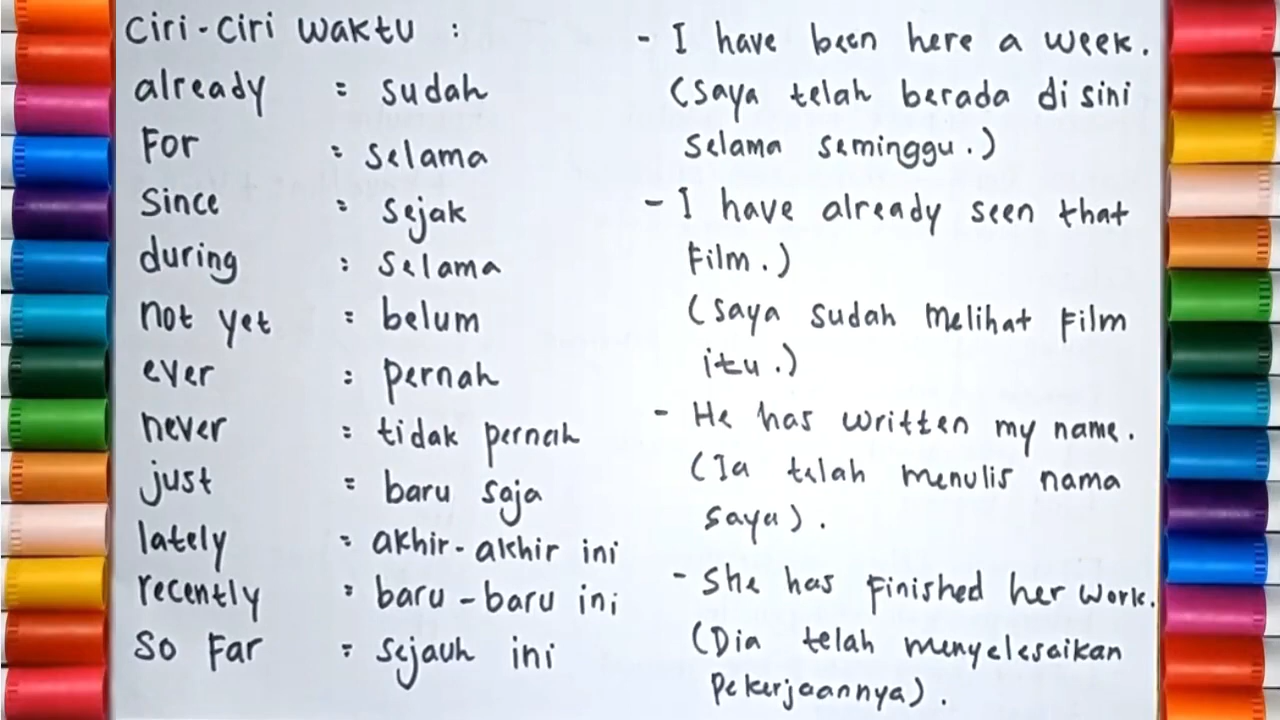 Ciri-Ciri waktu :
already = sudah
For = selama
Since = sejak
during = selama
not yet = belum
ever = pernah
never = tidak pernah
just = baru saja
lately = akhir-akhir ini
recently = baru-baru ini
so Far = sejauh ini
- I have been here a week.
(saya telah berada di sini
selama seminggu.)
- I have already seen that
Film.)
(saya sudah melihat Film
itu.)
- He has written my name.
(Ia telah menulis nama
saya).
- She has Finished her work.
(Dia telah menyelesaikan
Pekerjaannya).